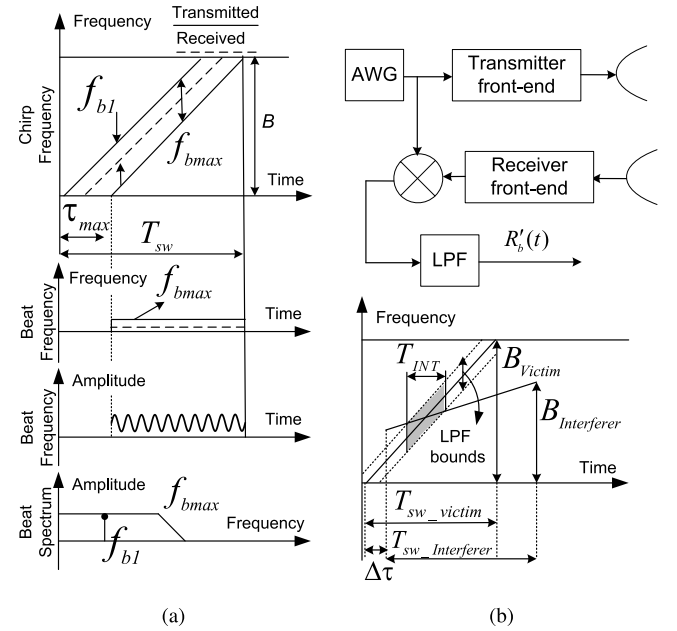 Frequency
Transmitted
Received
f_b1
f_bmax
B
Chirp
Frequency
Time
τ_max
T_sw
Frequency
f_bmax
Beat
Frequency
Time
Amplitude
Beat
Frequency
Time
Amplitude
f_bmax
Beat
Spectrum
f_b1
Frequency
(a)
AWG
Transmitter
front-end
Receiver
front-end
LPF
R'_b(t)
Frequency
T_INT
B_Victim
B_Interferer
LPF
bounds
Time
T_sw_victim
T_sw_Interferer
Δτ
(b)